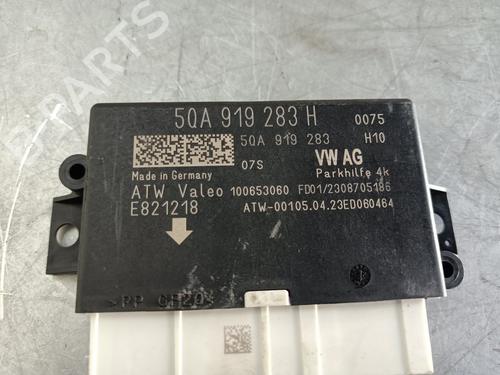 5QA 919 283 H 0075
5QA 919 283 H10
07S VW AG
Made in Germany Parkhilfe 4k
ATW Valeo 100653060 FD01/2308705186
E821218 ATW-00105.04.23ED060464
B-PARTS